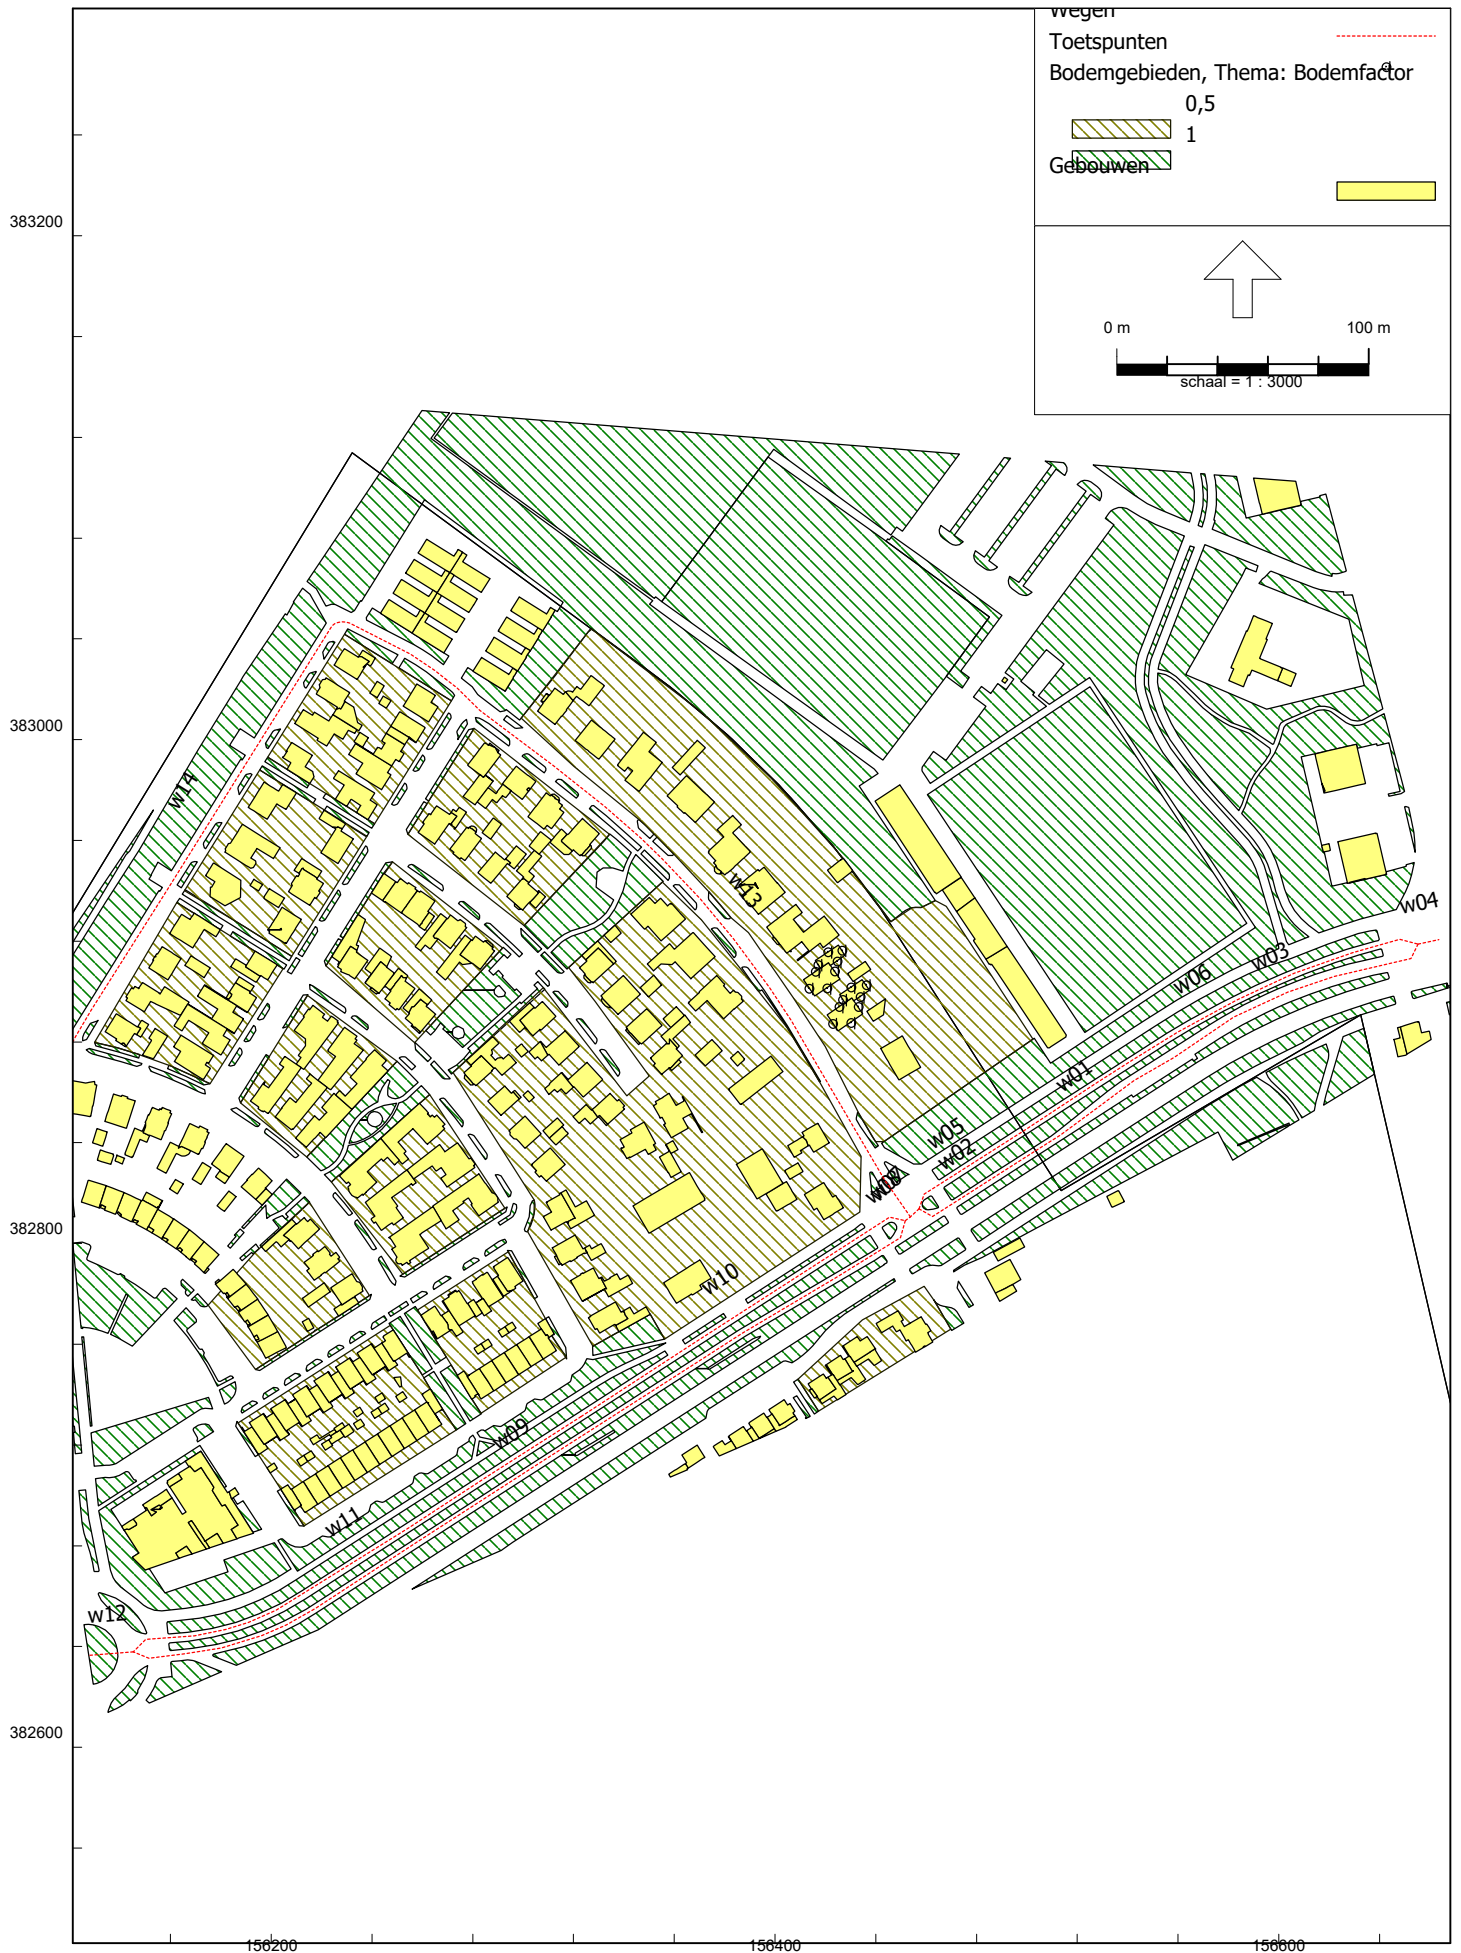 Wegen
Toetspunten
Bodemgebieden, Thema: Bodemfactor
0,5
1
Gebouwen
0 m 100 m
schaal = 1 : 3000
383200
383000
w14
w13
w04
w03
w06
w01
w05
w02
382800
w10
w09
w11
w12
382600
156200 156400 156600